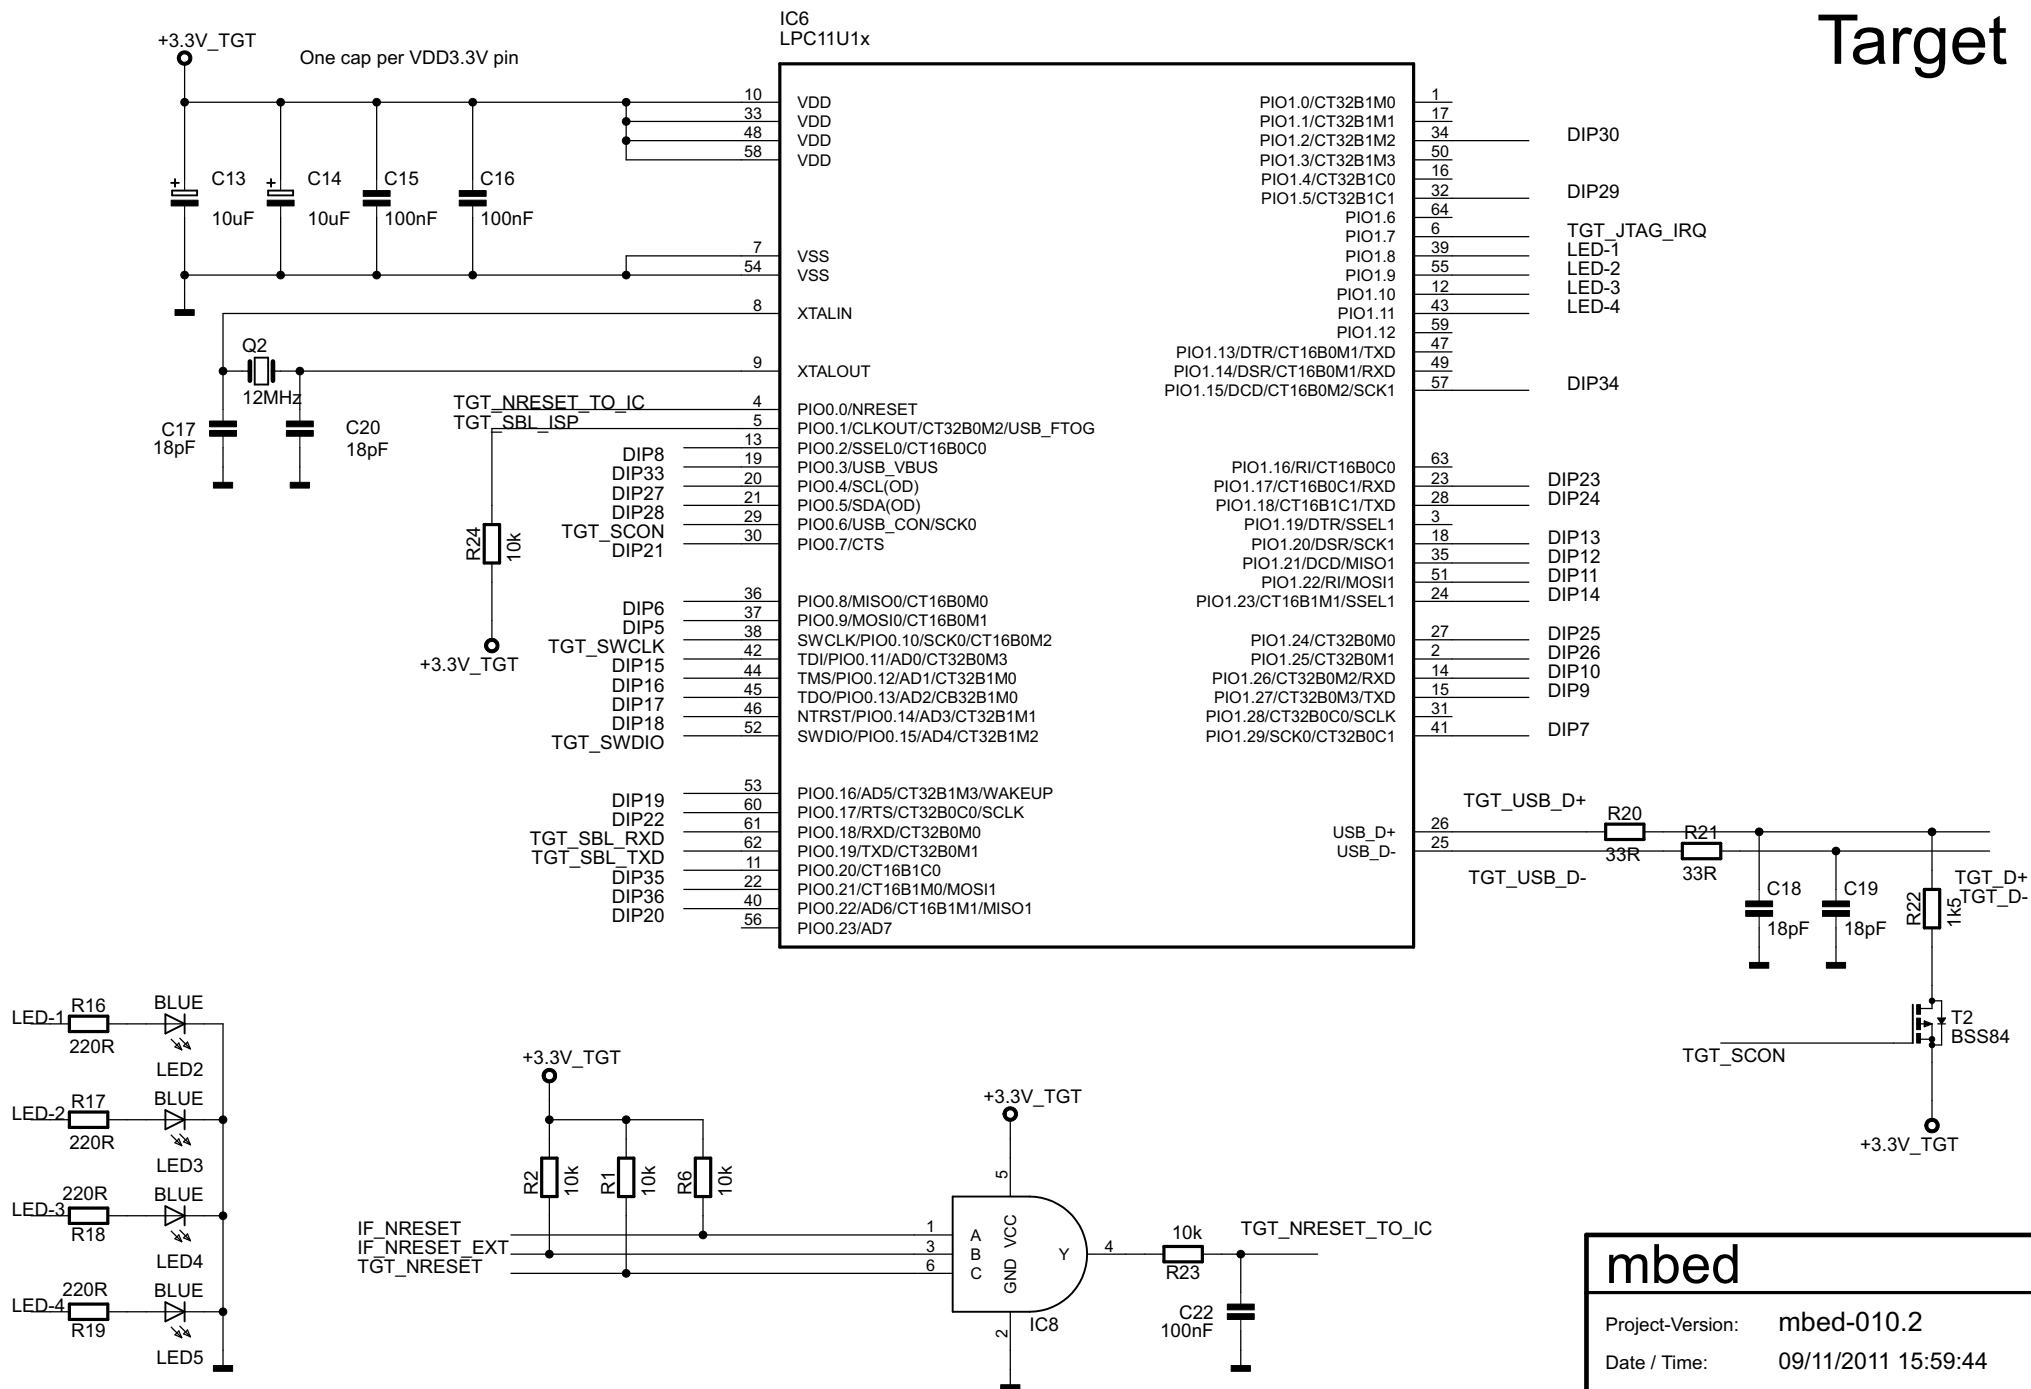 Target
IC6
LPC11U1x
+3.3V_TGT
One cap per VDD3.3V pin
C13
10uF
C14
10uF
C15
100nF
C16
100nF
10 VDD
33 VDD
48 VDD
58 VDD
7 VSS
54 VSS
8 XTALIN
9 XTALOUT
Q2
12MHz
C17
18pF
C20
18pF
TGT_NRESET_TO_IC 4 PIO0.0/NRESET
TGT_SBL_ISP 5 PIO0.1/CLKOUT/CT32B0M2/USB_FTOG
DIP8 13 PIO0.2/SSEL0/CT16B0C0
DIP33 19 PIO0.3/USB_VBUS
DIP27 20 PIO0.4/SCL(OD)
DIP28 21 PIO0.5/SDA(OD)
TGT_SCON 29 PIO0.6/USB_CON/SCK0
DIP21 30 PIO0.7/CTS
R24
10k
+3.3V_TGT
DIP6 36 PIO0.8/MISO0/CT16B0M0
DIP5 37 PIO0.9/MOSI0/CT16B0M1
TGT_SWCLK 38 SWCLK/PIO0.10/SCK0/CT16B0M2
DIP15 42 TDI/PIO0.11/AD0/CT32B0M3
DIP16 44 TMS/PIO0.12/AD1/CT32B1M0
DIP17 45 TDO/PIO0.13/AD2/CB32B1M0
DIP18 46 NTRST/PIO0.14/AD3/CT32B1M1
TGT_SWDIO 52 SWDIO/PIO0.15/AD4/CT32B1M2
DIP19 53 PIO0.16/AD5/CT32B1M3/WAKEUP
DIP22 60 PIO0.17/RTS/CT32B0C0/SCLK
TGT_SBL_RXD 61 PIO0.18/RXD/CT32B0M0
TGT_SBL_TXD 62 PIO0.19/TXD/CT32B0M1
DIP35 11 PIO0.20/CT16B1C0
DIP36 22 PIO0.21/CT16B1M0/MOSI1
DIP20 40 PIO0.22/AD6/CT16B1M1/MISO1
56 PIO0.23/AD7
PIO1.0/CT32B1M0 1
PIO1.1/CT32B1M1 17
PIO1.2/CT32B1M2 34 DIP30
PIO1.3/CT32B1M3 50
PIO1.4/CT32B1C0 16
PIO1.5/CT32B1C1 32 DIP29
PIO1.6 64
PIO1.7 6 TGT_JTAG_IRQ
PIO1.8 39 LED-1
PIO1.9 55 LED-2
PIO1.10 12 LED-3
PIO1.11 43 LED-4
PIO1.12 59
PIO1.13/DTR/CT16B0M1/TXD 47
PIO1.14/DSR/CT16B0M1/RXD 49
PIO1.15/DCD/CT16B0M2/SCK1 57 DIP34
PIO1.16/RI/CT16B0C0 63
PIO1.17/CT16B0C1/RXD 23 DIP23
PIO1.18/CT16B1C1/TXD 28 DIP24
PIO1.19/DTR/SSEL1 3
PIO1.20/DSR/SCK1 18 DIP13
PIO1.21/DCD/MISO1 35 DIP12
PIO1.22/RI/MOSI1 51 DIP11
PIO1.23/CT16B1M1/SSEL1 24 DIP14
PIO1.24/CT32B0M0 27 DIP25
PIO1.25/CT32B0M1 2 DIP26
PIO1.26/CT32B0M2/RXD 14 DIP10
PIO1.27/CT32B0M3/TXD 15 DIP9
PIO1.28/CT32B0C0/SCLK 31
PIO1.29/SCK0/CT32B0C1 41 DIP7
USB_D+ 26
USB_D- 25
TGT_USB_D+
TGT_USB_D-
R20
33R
R21
33R
C18
18pF
C19
18pF
R22
1k5
TGT_D+
TGT_D-
T2
BSS84
TGT_SCON
+3.3V_TGT
LED-1 R16 220R BLUE LED2
LED-2 R17 220R BLUE LED3
LED-3 220R R18 BLUE LED4
LED-4 220R R19 BLUE LED5
+3.3V_TGT
R2 10k
R1 10k
R6 10k
IF_NRESET 1 A
IF_NRESET_EXT 3 B
TGT_NRESET 6 C
+3.3V_TGT
5
VCC
GND
2
Y 4
IC8
10k
R23
TGT_NRESET_TO_IC
C22
100nF
mbed
Project-Version: mbed-010.2
Date / Time: 09/11/2011 15:59:44